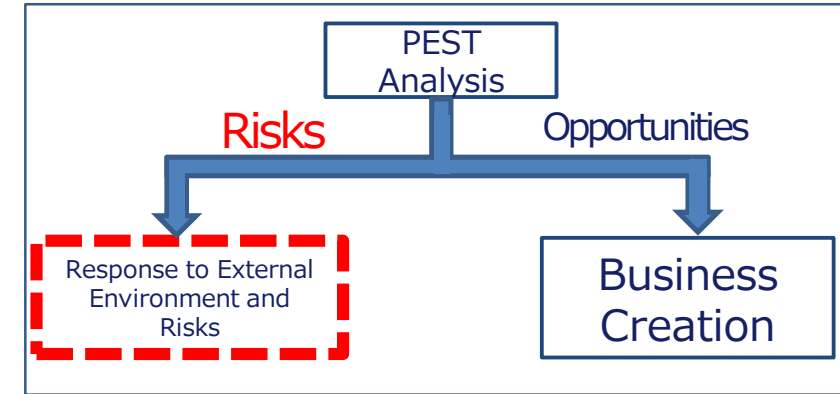 PEST
Analysis
Risks
Opportunities
Response to External
Environment and
Risks
Business
Creation